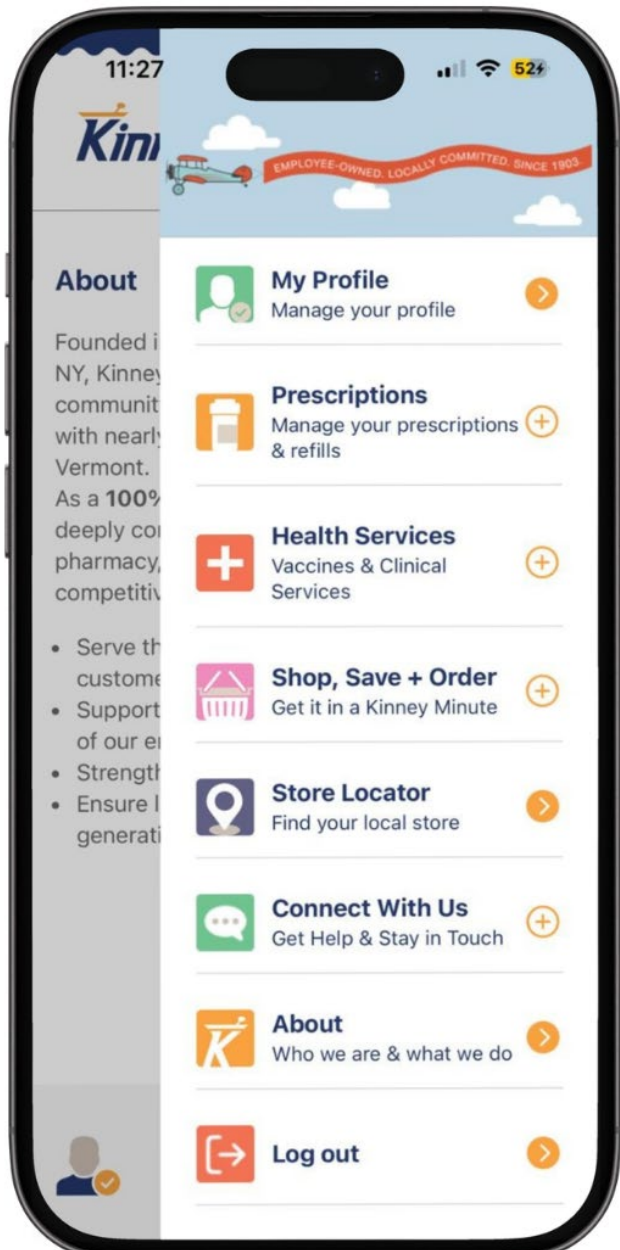 11:27
52
Kin
EMPLOYEE-OWNED. LOCALLY COMMITTED. SINCE 1903.
About
Founded i
NY, Kinney
communit
with nearly
Vermont.
As a 100%
deeply co
pharmacy,
competitiv
• Serve th
custome
• Support
of our e
• Strength
• Ensure l
generati
My Profile
Manage your profile
Prescriptions
Manage your prescriptions
& refills
Health Services
Vaccines & Clinical
Services
Shop, Save + Order
Get it in a Kinney Minute
Store Locator
Find your local store
Connect With Us
Get Help & Stay in Touch
K
About
Who we are & what we do
Log out